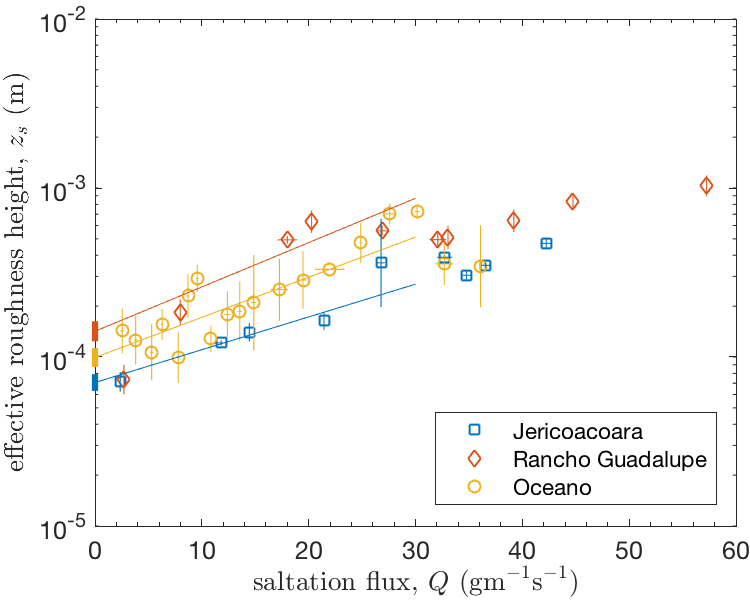 10⁻²
10⁻³
10⁻⁴
10⁻⁵
effective roughness height, zₛ (m)
Jericoacoara
Rancho Guadalupe
Oceano
0 10 20 30 40 50 60
saltation flux, Q (gm⁻¹s⁻¹)